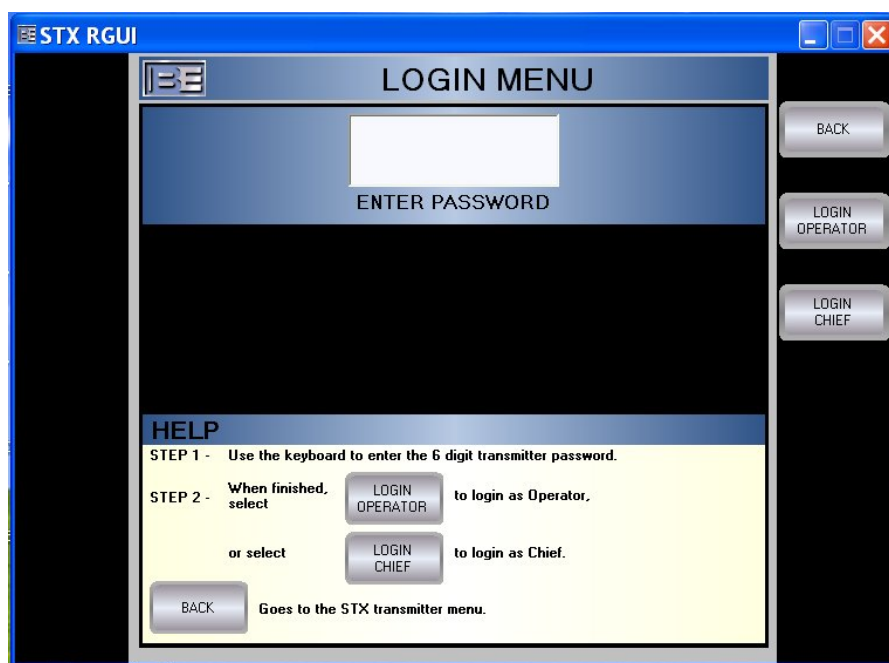 BE STX RGUI
BE LOGIN MENU
ENTER PASSWORD
BACK
LOGIN
OPERATOR
LOGIN
CHIEF
HELP
STEP 1 - Use the keyboard to enter the 6 digit transmitter password.
STEP 2 - When finished,
select
LOGIN
OPERATOR
to login as Operator,
or select
LOGIN
CHIEF
to login as Chief.
BACK
Goes to the STX transmitter menu.